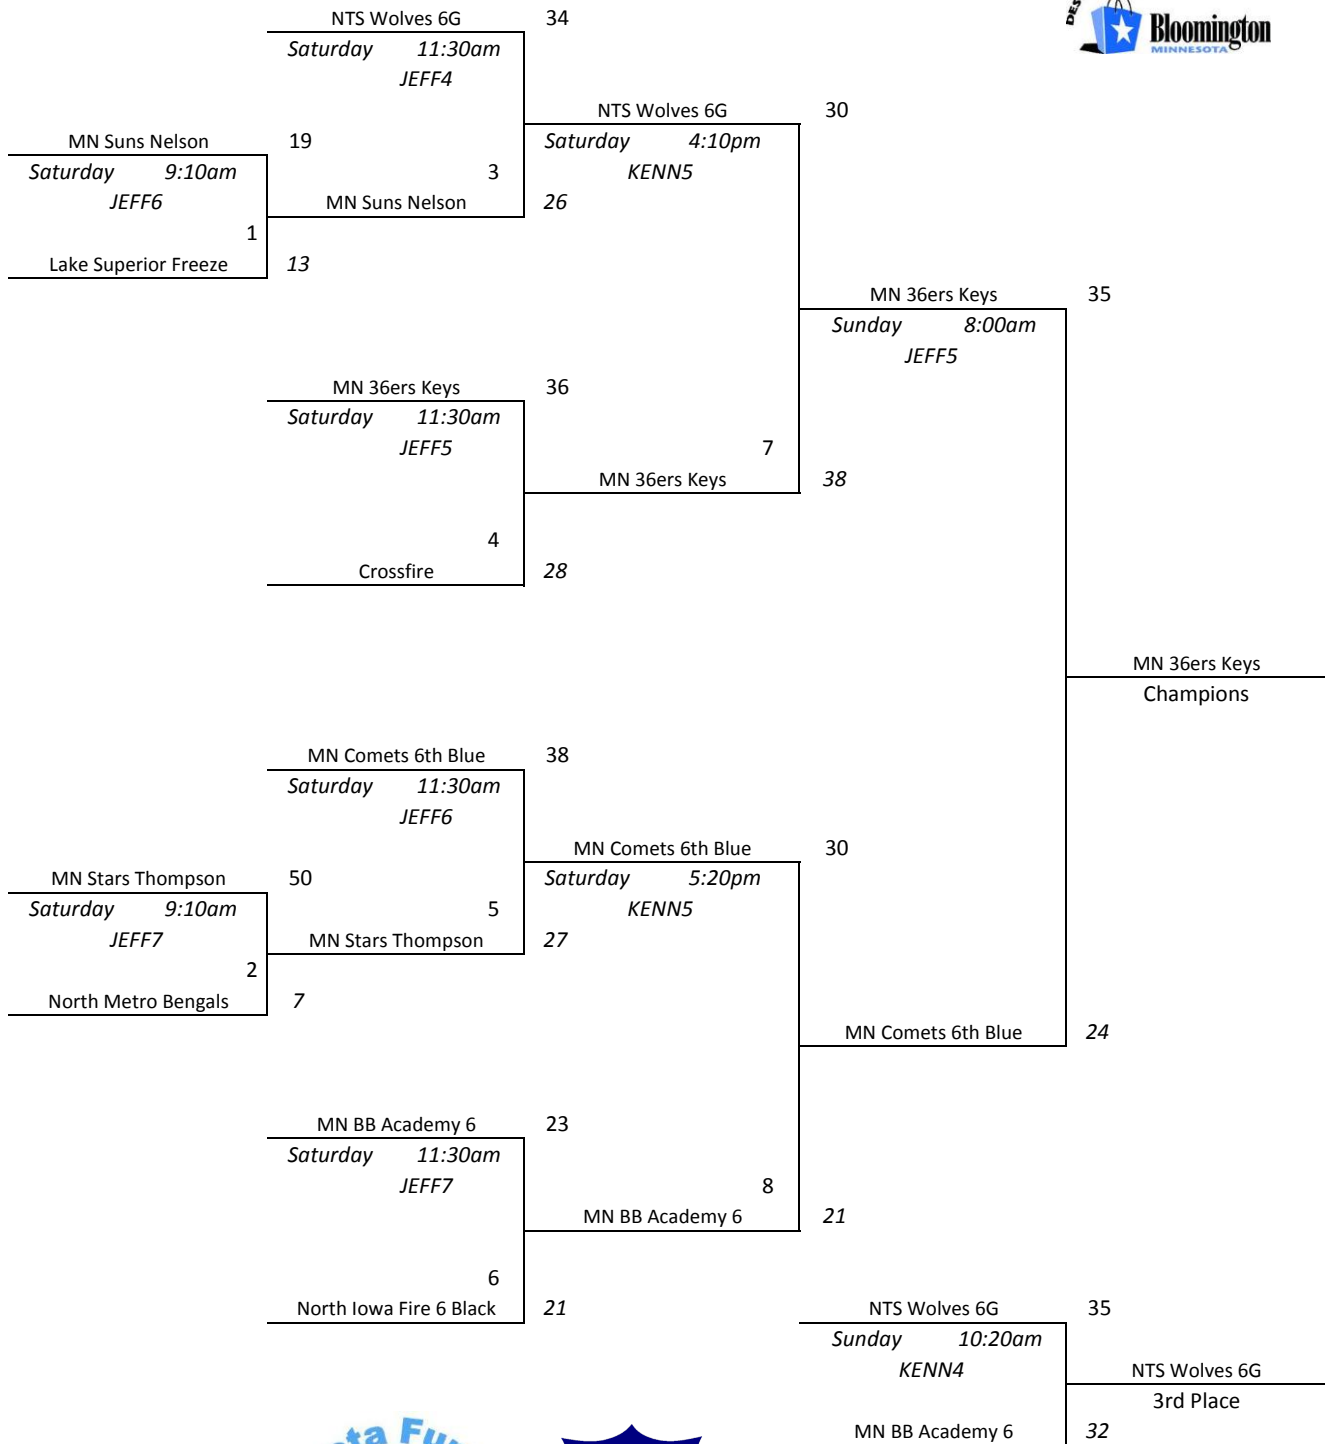 DES
Bloomington
MINNESOTA
NTS Wolves 6G 34
Saturday 11:30am
JEFF4
NTS Wolves 6G 30
MN Suns Nelson 19
Saturday 4:10pm
Saturday 9:10am
3
KENN5
JEFF6
MN Suns Nelson 26
1
Lake Superior Freeze 13
MN 36ers Keys 35
Sunday 8:00am
JEFF5
MN 36ers Keys 36
Saturday 11:30am
JEFF5
7
MN 36ers Keys 38
4
Crossfire 28
MN 36ers Keys
Champions
MN Comets 6th Blue 38
Saturday 11:30am
JEFF6
MN Comets 6th Blue 30
MN Stars Thompson 50
Saturday 5:20pm
Saturday 9:10am
5
KENN5
JEFF7
MN Stars Thompson 27
2
North Metro Bengals 7
MN Comets 6th Blue 24
MN BB Academy 6 23
Saturday 11:30am
JEFF7
8
MN BB Academy 6 21
6
North Iowa Fire 6 Black 21
NTS Wolves 6G 35
Sunday 10:20am
KENN4
NTS Wolves 6G
3rd Place
MN BB Academy 6 32